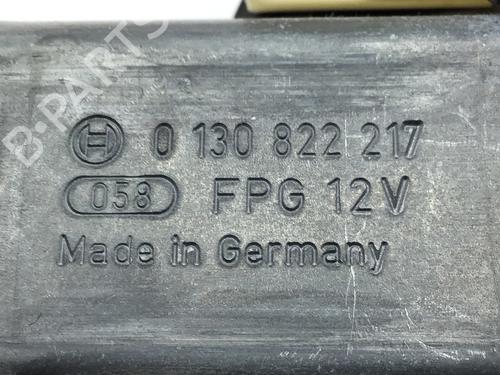 B-PARTS
0 130 822 217
058 FPG 12V
Made in Germany